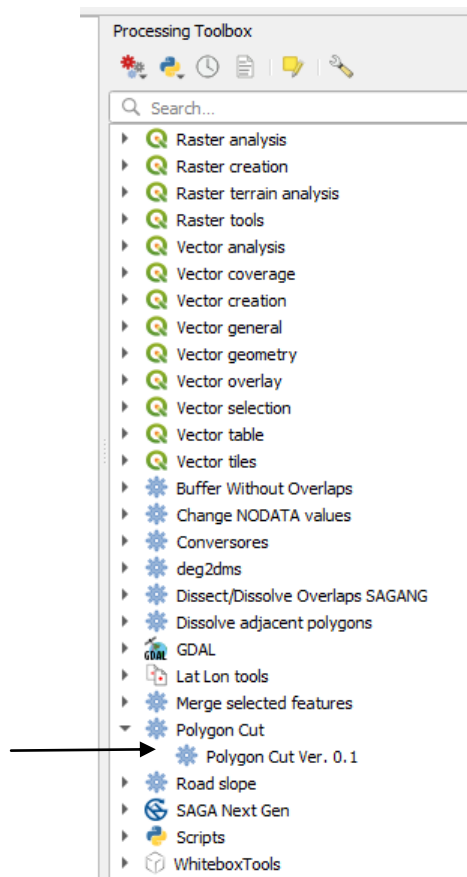 Processing Toolbox
Search...
Raster analysis
Raster creation
Raster terrain analysis
Raster tools
Vector analysis
Vector coverage
Vector creation
Vector general
Vector geometry
Vector overlay
Vector selection
Vector table
Vector tiles
Buffer Without Overlaps
Change NODATA values
Conversores
deg2dms
Dissect/Dissolve Overlaps SAGANG
Dissolve adjacent polygons
GDAL GDAL
Lat Lon tools
Merge selected features
Polygon Cut
Polygon Cut Ver. 0.1
Road slope
SAGA Next Gen
Scripts
WhiteboxTools